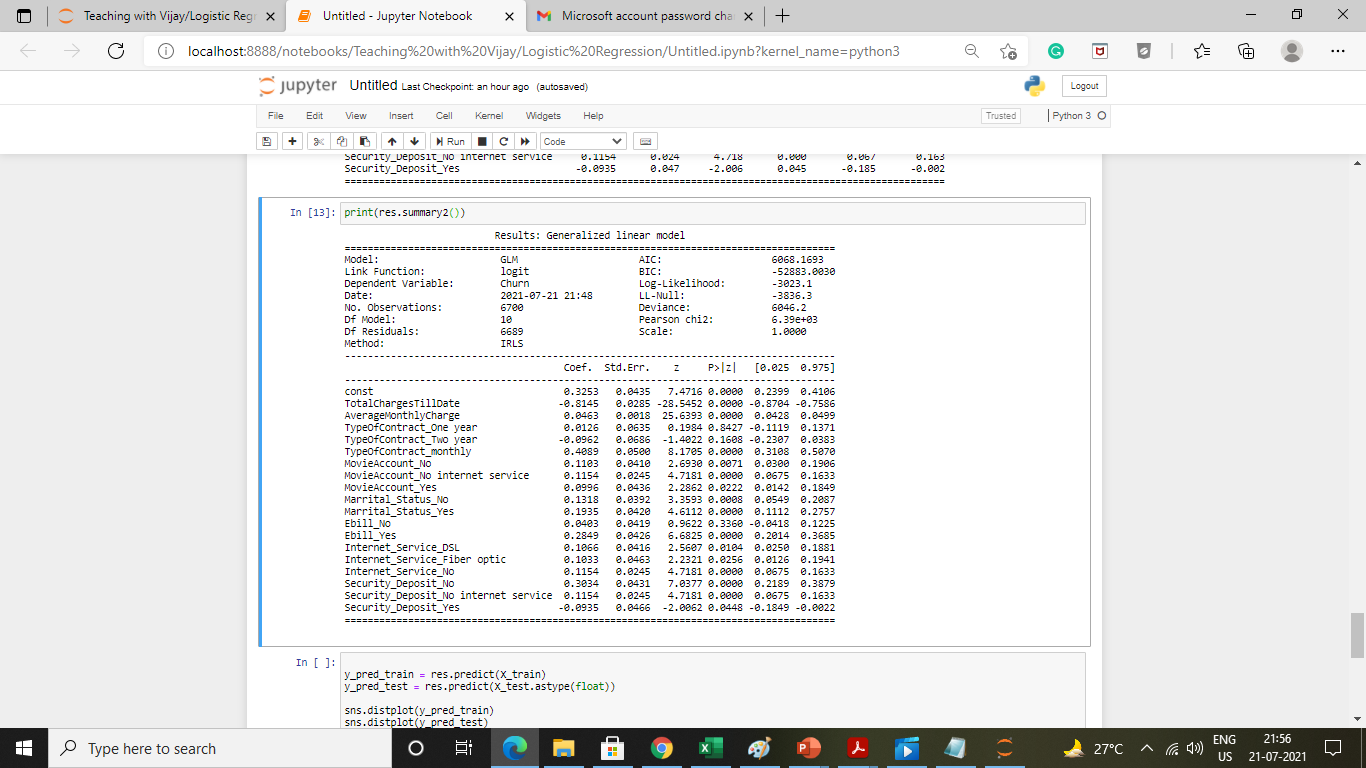 Teaching with Vijay/Logistic Regr
Untitled - Jupyter Notebook
Microsoft account password cha
localhost:8888/notebooks/Teaching%20with%20Vijay/Logistic%20Regression/Untitled.ipynb?kernel_name=python3
jupyter Untitled Last Checkpoint: an hour ago (autosaved)
Logout
File Edit View Insert Cell Kernel Widgets Help
Trusted
Python 3
Run
Code
Security_Deposit_No internet service 0.1154 0.024 4.718 0.000 0.067 0.163
Security_Deposit_Yes -0.0935 0.047 -2.006 0.045 -0.185 -0.002
==========
In [13]: print(res.summary2())
Results: Generalized linear model
==========
Model: GLM AIC: 6068.1693
Link Function: logit BIC: -52883.0030
Dependent Variable: Churn Log-Likelihood: -3023.1
Date: 2021-07-21 21:48 LL-Null: -3836.3
No. Observations: 6700 Deviance: 6046.2
Df Model: 10 Pearson chi2: 6.39e+03
Df Residuals: 6689 Scale: 1.0000
Method: IRLS
----------
Coef. Std.Err. z P>|z| [0.025 0.975]
----------
const 0.3253 0.0435 7.4716 0.0000 0.2399 0.4106
TotalChargesTillDate -0.8145 0.0285 -28.5452 0.0000 -0.8704 -0.7586
AverageMonthlyCharge 0.0463 0.0018 25.6393 0.0000 0.0428 0.0499
TypeOfContract_One year 0.0126 0.0635 0.1984 0.8427 -0.1119 0.1371
TypeOfContract_Two year -0.0962 0.0686 -1.4022 0.1608 -0.2307 0.0383
TypeOfContract_monthly 0.4089 0.0500 8.1705 0.0000 0.3108 0.5070
MovieAccount_No 0.1103 0.0410 2.6930 0.0071 0.0300 0.1906
MovieAccount_No internet service 0.1154 0.0245 4.7181 0.0000 0.0675 0.1633
MovieAccount_Yes 0.0996 0.0436 2.2862 0.0222 0.0142 0.1849
Marrital_Status_No 0.1318 0.0392 3.3593 0.0008 0.0549 0.2087
Marrital_Status_Yes 0.1935 0.0420 4.6112 0.0000 0.1112 0.2757
Ebill_No 0.0403 0.0419 0.9622 0.3360 -0.0418 0.1225
Ebill_Yes 0.2849 0.0426 6.6825 0.0000 0.2014 0.3685
Internet_Service_DSL 0.1066 0.0416 2.5607 0.0104 0.0250 0.1881
Internet_Service_Fiber optic 0.1033 0.0463 2.2321 0.0256 0.0126 0.1941
Internet_Service_No 0.1154 0.0245 4.7181 0.0000 0.0675 0.1633
Security_Deposit_No 0.3034 0.0431 7.0377 0.0000 0.2189 0.3879
Security_Deposit_No internet service 0.1154 0.0245 4.7181 0.0000 0.0675 0.1633
Security_Deposit_Yes -0.0935 0.0466 -2.0062 0.0448 -0.1849 -0.0022
==========
In [ ]:
y_pred_train = res.predict(X_train)
y_pred_test = res.predict(X_test.astype(float))
sns.distplot(y_pred_train)
sns.distplot(y_pred_test)
Type here to search
27°C
ENG
US
21:56
21-07-2021